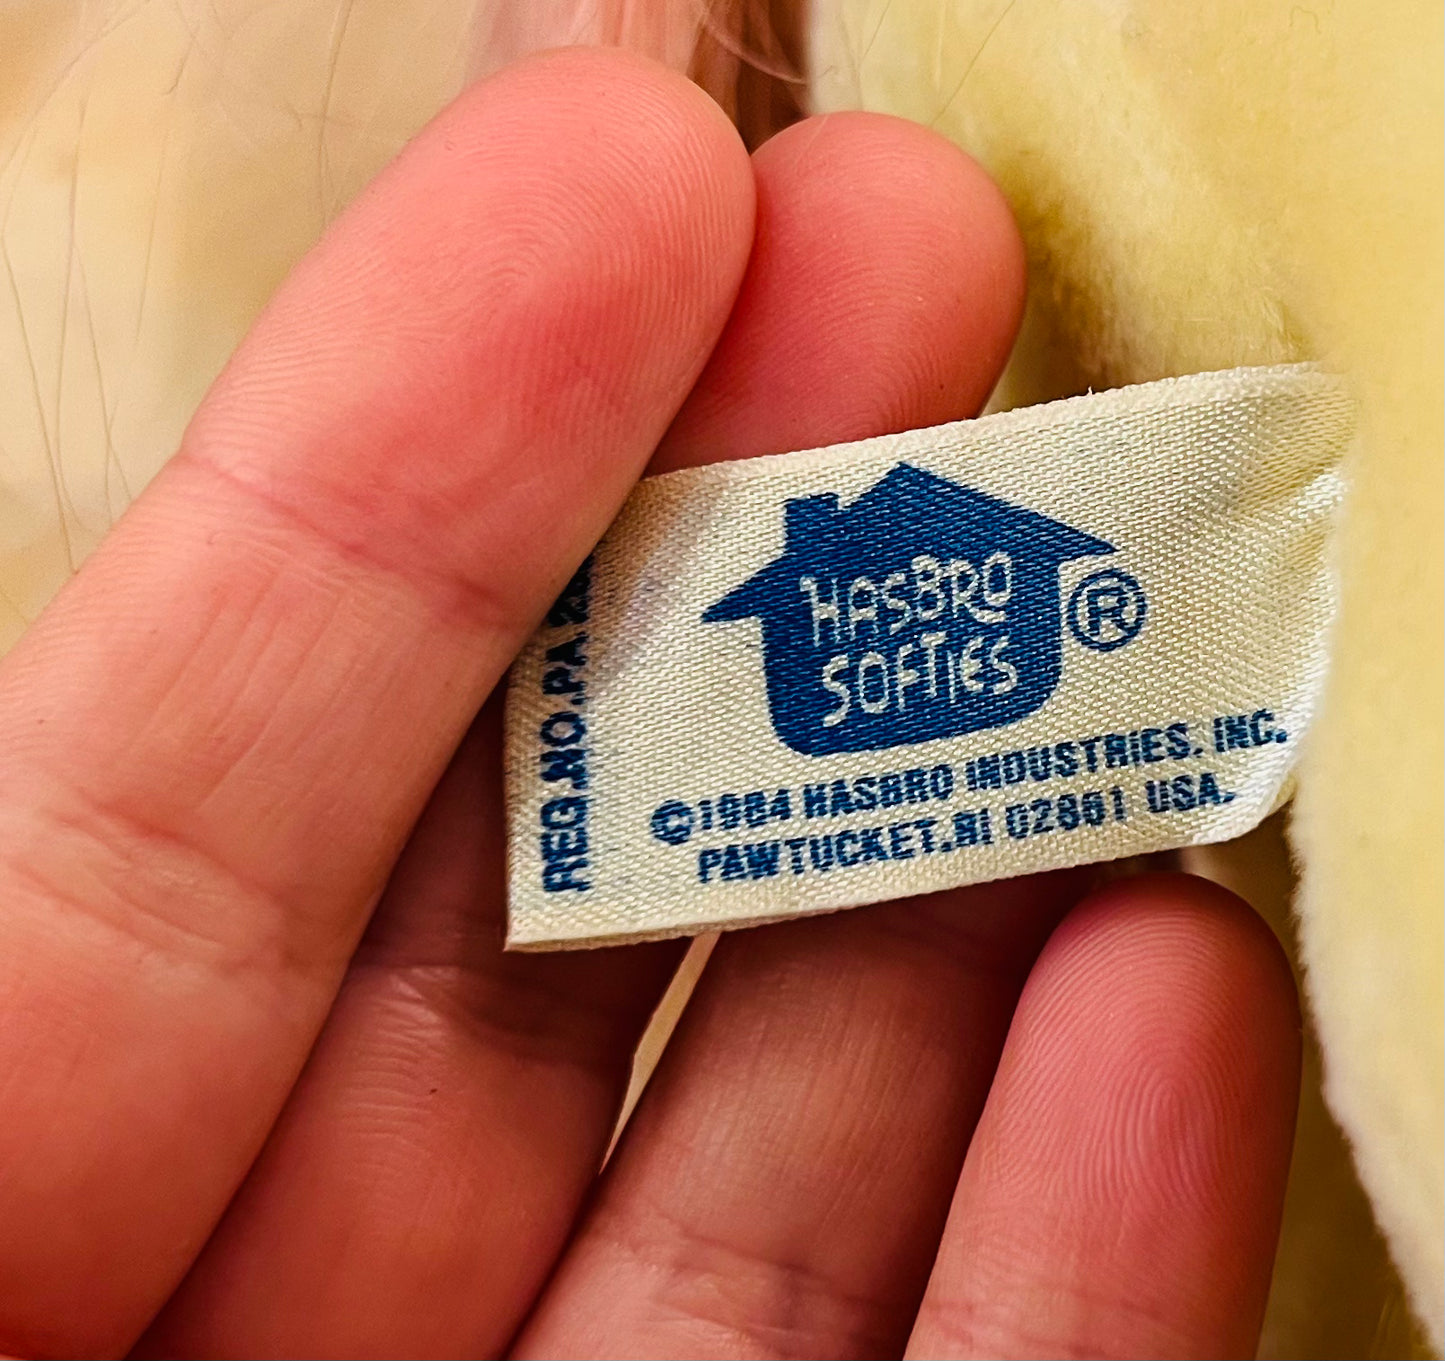 HASBRO
SOFTIES
®
©1984 HASBRO INDUSTRIES, INC.
PAWTUCKET, RI 02861 USA.
REG.NO.PA